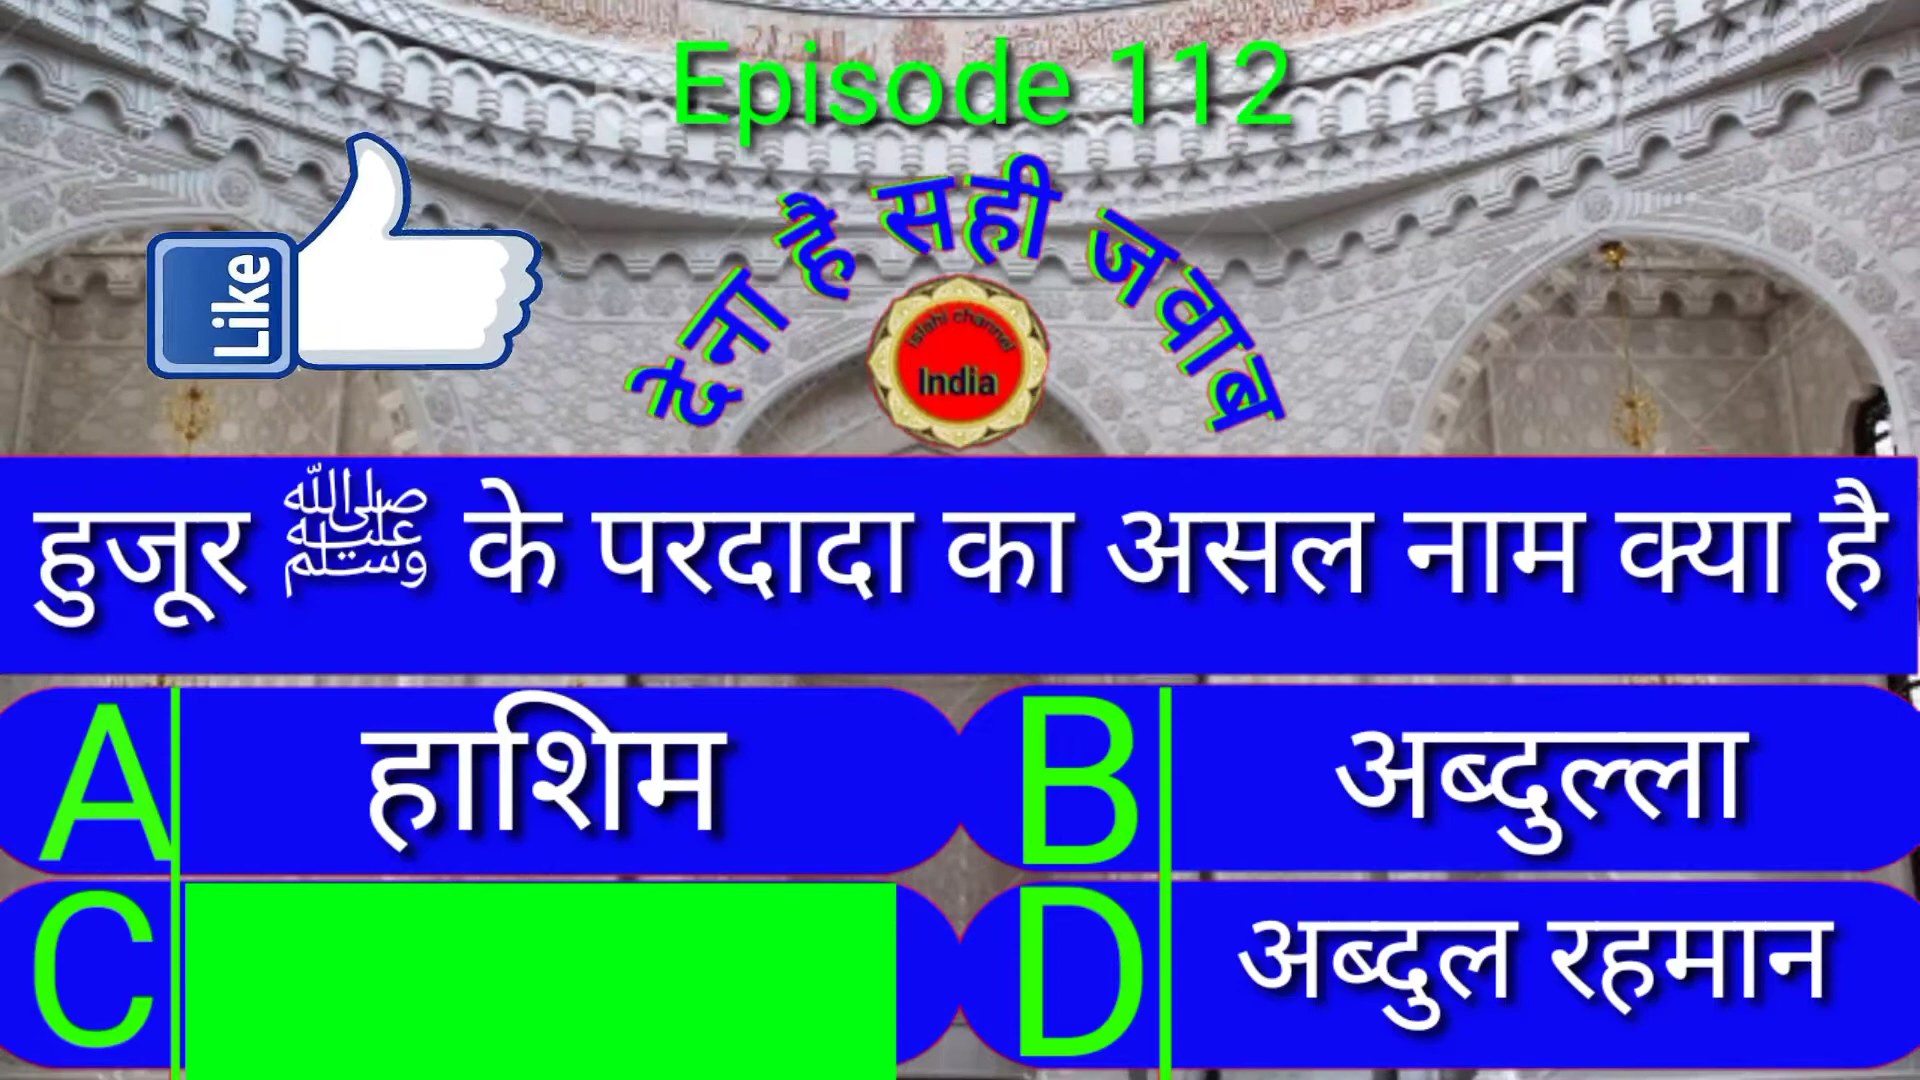 Episode 112
देना है सही जवाब
Like
islahi channel
India
हुजूर ﷺ के परदादा का असल नाम क्या है
A हाशिम
B अब्दुल्ला
C
D अब्दुल रहमान